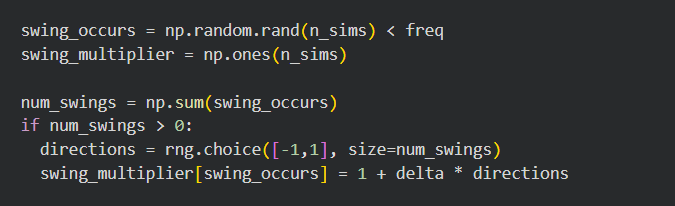 swing_occurs = np.random.rand(n_sims) < freq
swing_multiplier = np.ones(n_sims)

num_swings = np.sum(swing_occurs)
if num_swings > 0:
  directions = rng.choice([-1,1], size=num_swings)
  swing_multiplier[swing_occurs] = 1 + delta * directions